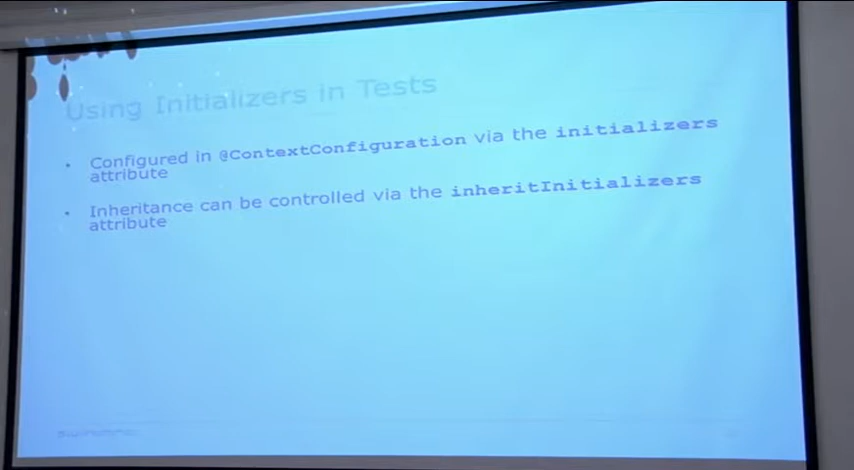 Using Initializers in Tests
• Configured in @ContextConfiguration via the initializers
attribute
• Inheritance can be controlled via the inheritInitializers
attribute